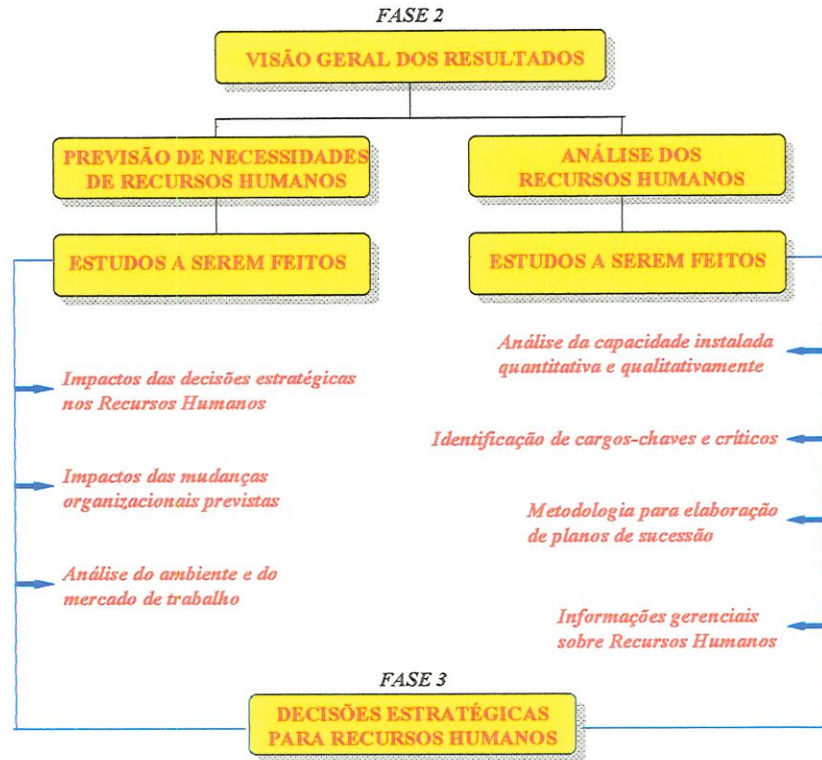 FASE 2
VISÃO GERAL DOS RESULTADOS
PREVISÃO DE NECESSIDADES
DE RECURSOS HUMANOS
ANÁLISE DOS
RECURSOS HUMANOS
ESTUDOS A SEREM FEITOS
ESTUDOS A SEREM FEITOS
Impactos das decisões estratégicas
nos Recursos Humanos
Impactos das mudanças
organizacionais previstas
Análise do ambiente e do
mercado de trabalho
Análise da capacidade instalada
quantitativa e qualitativamente
Identificação de cargos-chaves e críticos
Metodologia para elaboração
de planos de sucessão
Informações gerenciais
sobre Recursos Humanos
FASE 3
DECISÕES ESTRATÉGICAS
PARA RECURSOS HUMANOS